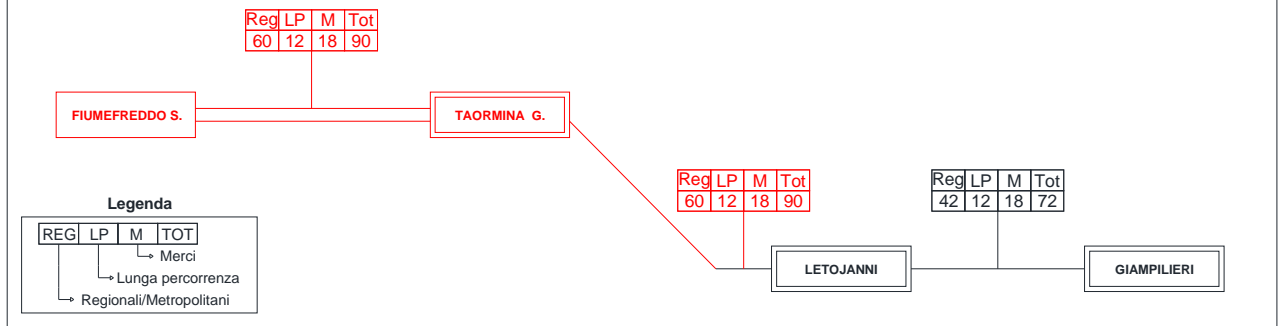 Reg LP M Tot
60 12 18 90
FIUMEFREDDO S.
TAORMINA G.
Reg LP M Tot
60 12 18 90
Reg LP M Tot
42 12 18 72
Legenda
REG LP M TOT
Merci
Lunga percorrenza
Regionali/Metropolitani
LETOJANNI
GIAMPILIERI